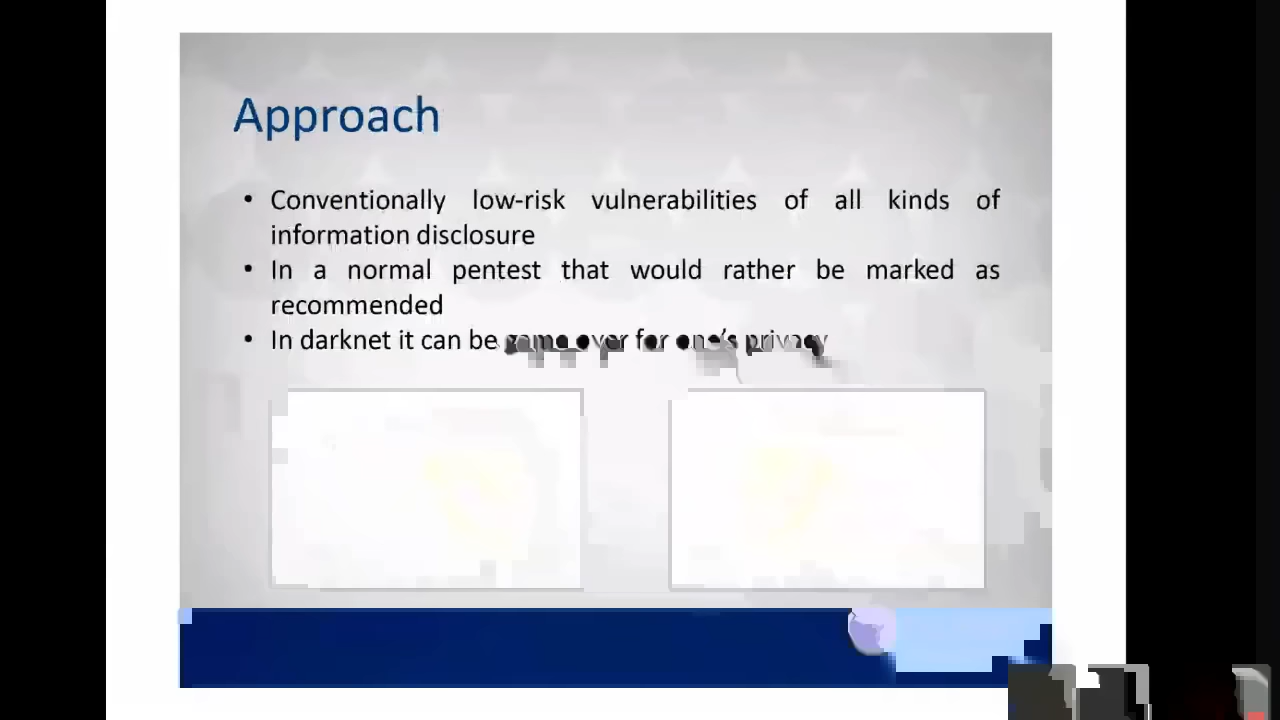 Approach
• Conventionally low-risk vulnerabilities of all kinds of
information disclosure
• In a normal pentest that would rather be marked as
recommended
• In darknet it can be game over for one's privacy